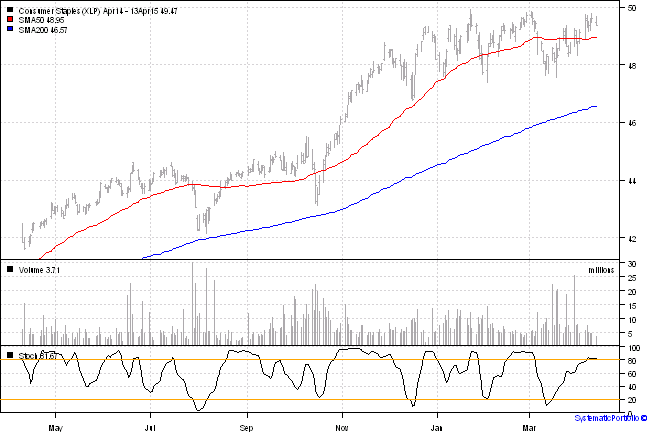 Consumer Staples (XLP) Apr14 - 13Apr15 49.47
SMA50 48.95
SMA200 46.57
50
48
46
44
42
Volume 3.71
millions
30
25
20
15
10
5
100
80
60
40
20
0
May
Jul
Sep
Nov
Jan
Mar
SystematicPortfolio ©